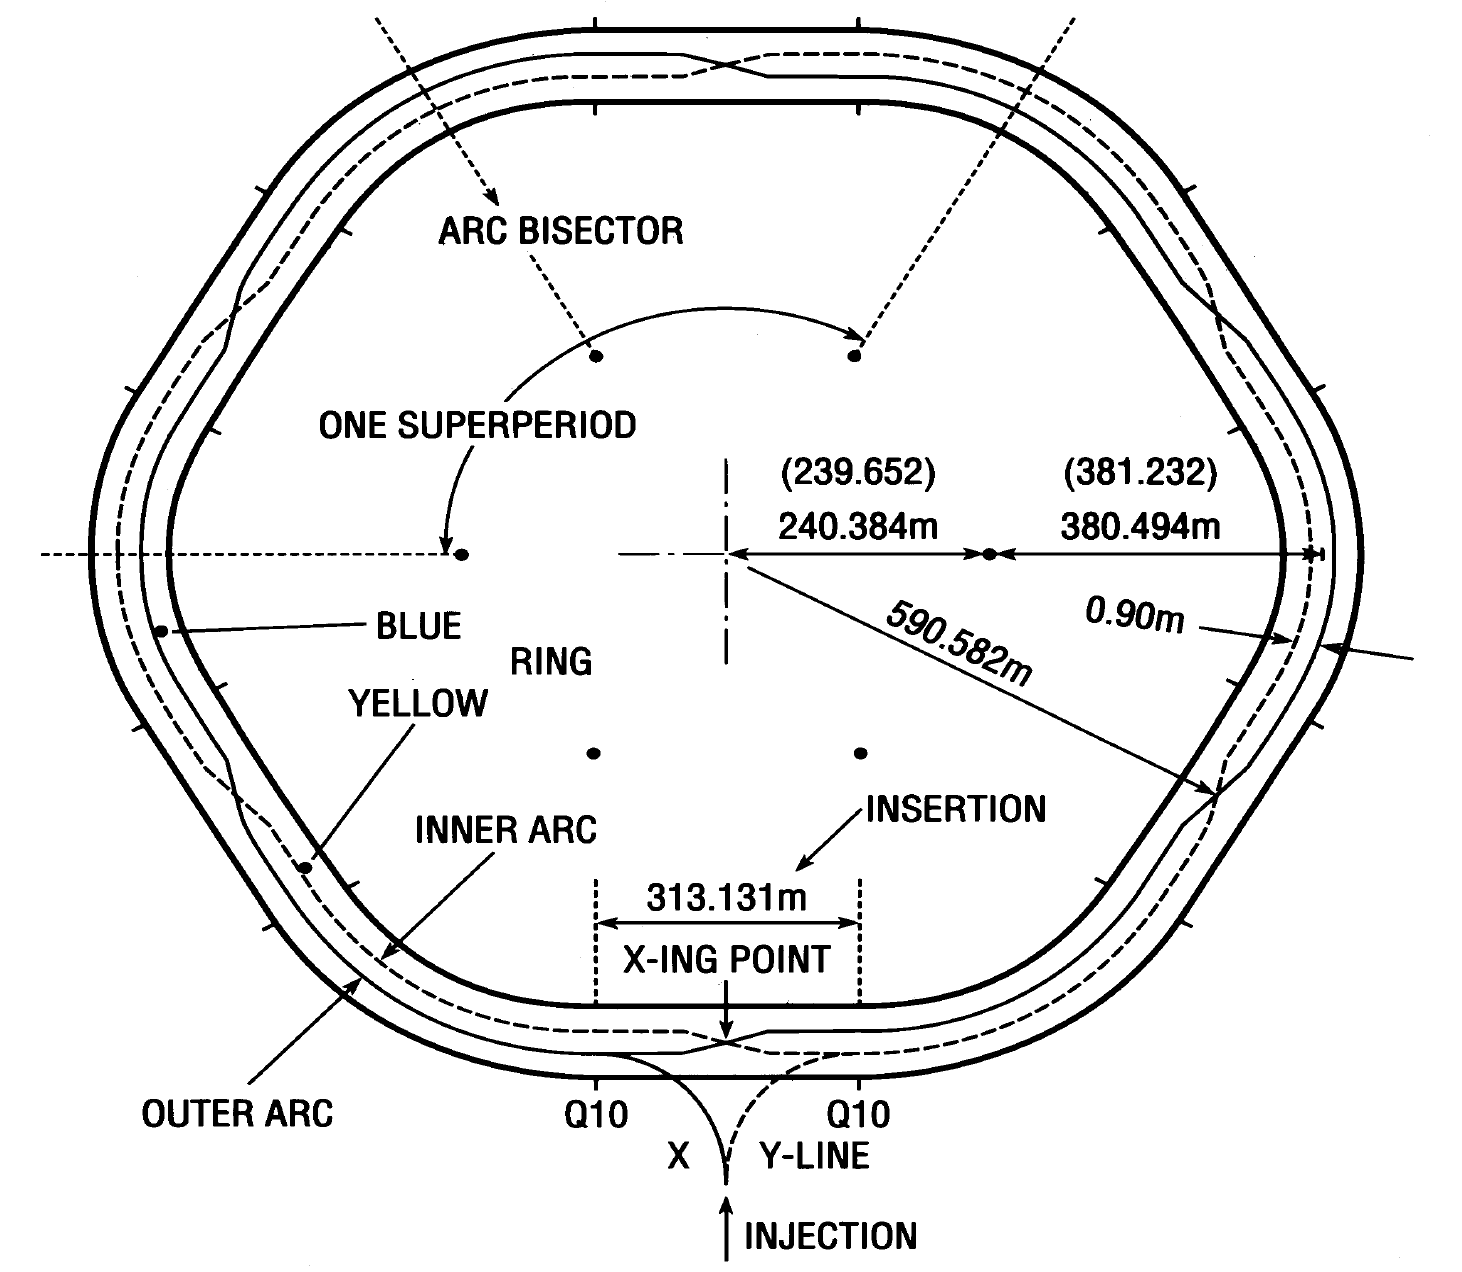 ARC BISECTOR
ONE SUPERPERIOD
(239.652)
(381.232)
240.384m
380.494m
BLUE
RING
YELLOW
590.582m
0.90m
INNER ARC
INSERTION
313.131m
X-ING POINT
OUTER ARC
Q10
Q10
X
Y-LINE
INJECTION